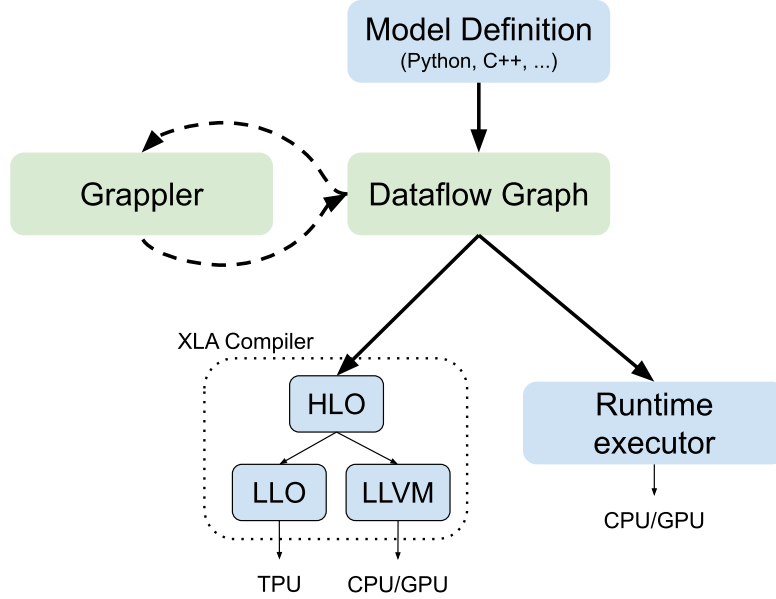 Model Definition
(Python, C++, ...)
Grappler
Dataflow Graph
XLA Compiler
HLO
Runtime
executor
LLO
LLVM
CPU/GPU
TPU
CPU/GPU